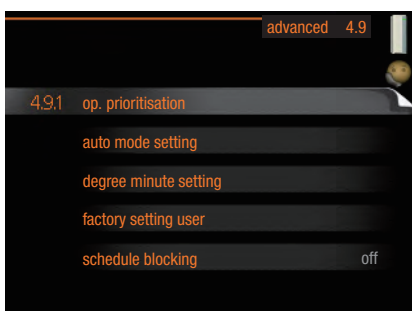 advanced 4.9
4.9.1 op. prioritisation
auto mode setting
degree minute setting
factory setting user
schedule blocking off